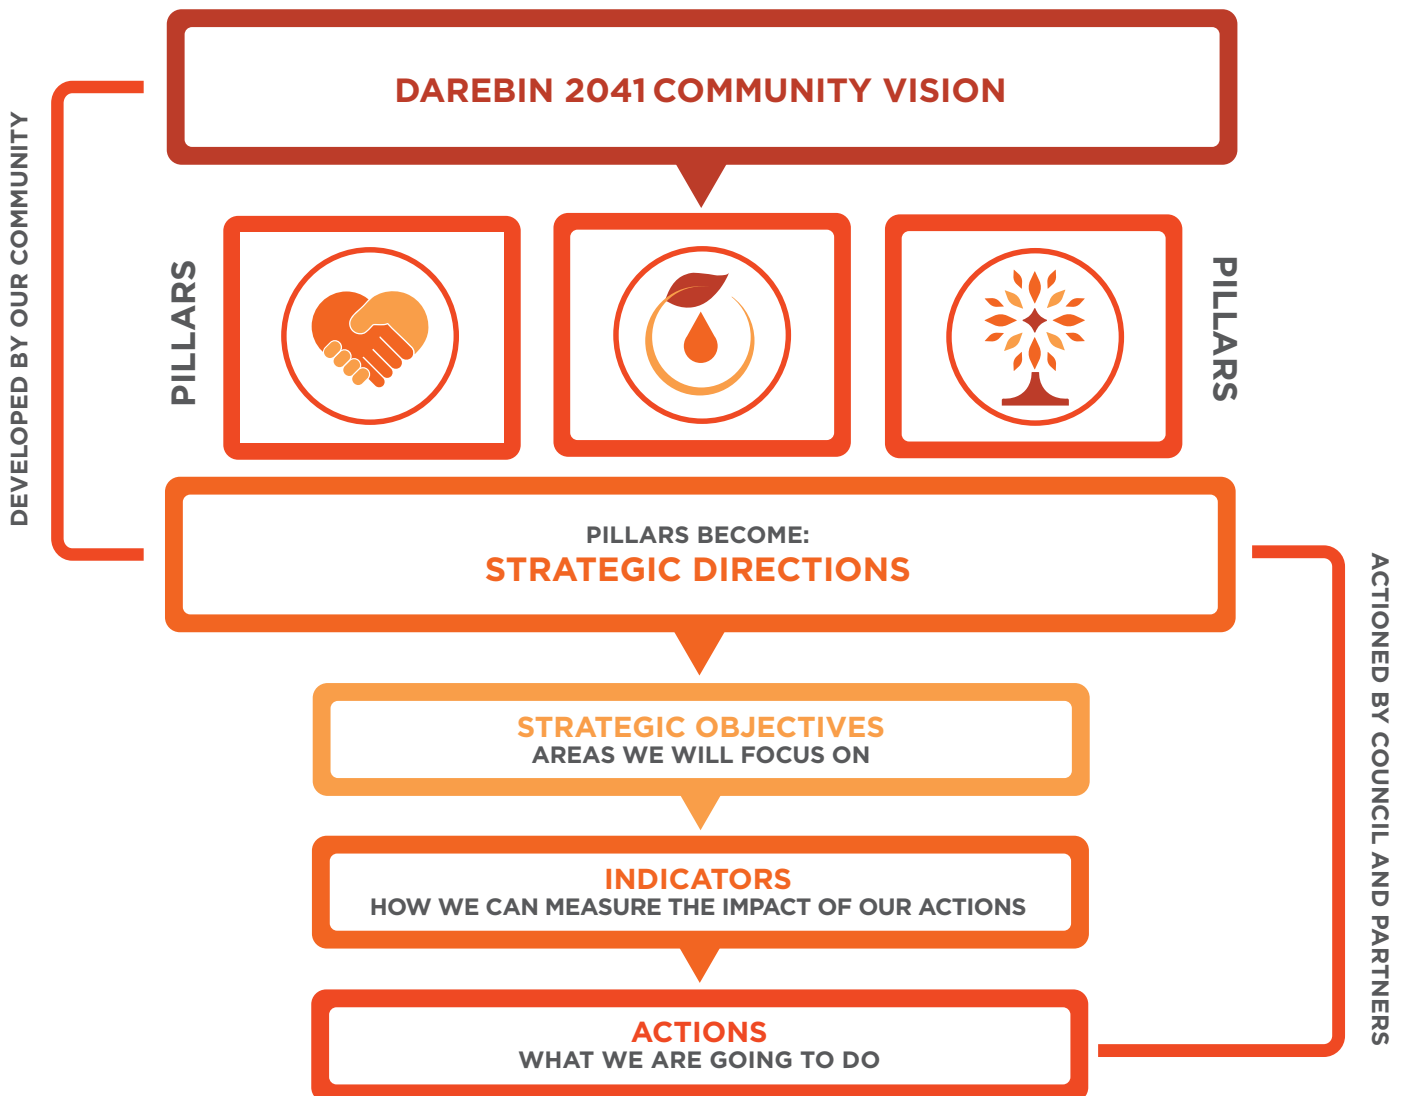 DAREBIN 2041 COMMUNITY VISION
DEVELOPED BY OUR COMMUNITY
PILLARS
PILLARS
PILLARS BECOME:
STRATEGIC DIRECTIONS
ACTIONED BY COUNCIL AND PARTNERS
STRATEGIC OBJECTIVES
AREAS WE WILL FOCUS ON
INDICATORS
HOW WE CAN MEASURE THE IMPACT OF OUR ACTIONS
ACTIONS
WHAT WE ARE GOING TO DO